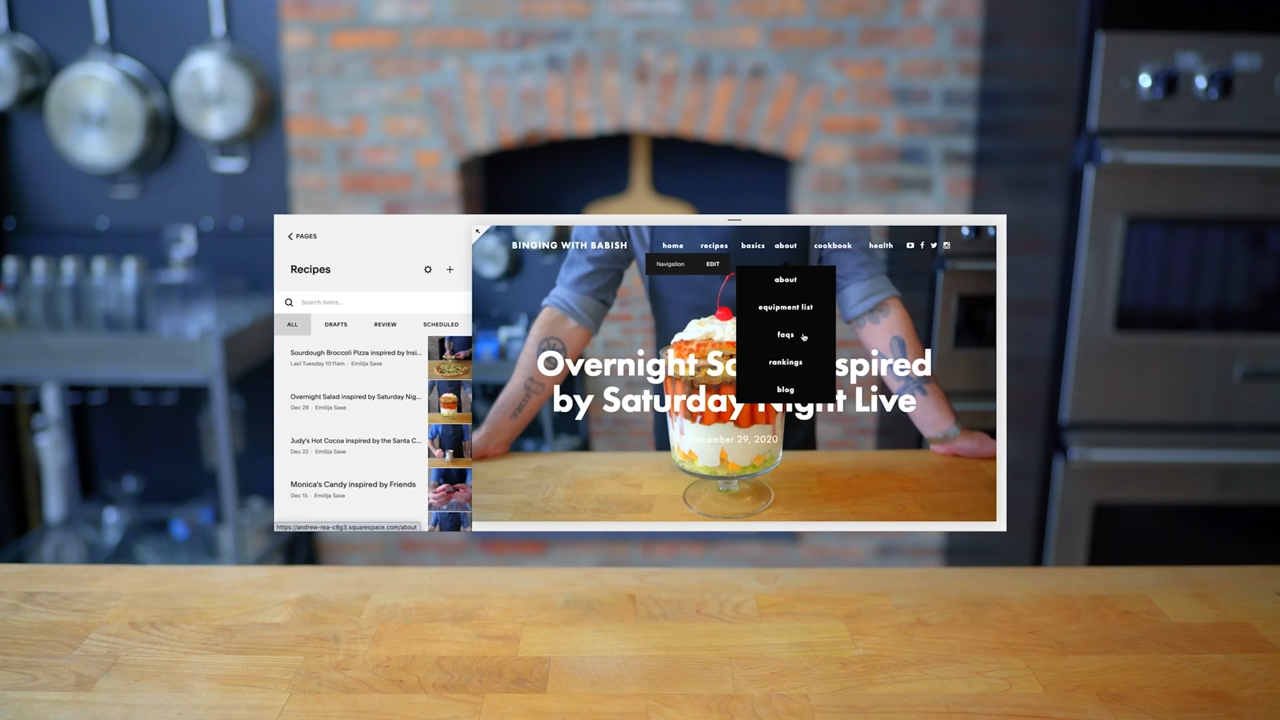 PAGES
Recipes
Search items...
ALL DRAFTS REVIEW SCHEDULED
Sourdough Broccoli Pizza inspired by Insi...
Last Tuesday 10:11am · Emilija Saxe
Overnight Salad inspired by Saturday Nig...
Dec 29 · Emilija Saxe
Judy's Hot Cocoa inspired by the Santa C...
Dec 22 · Emilija Saxe
Monica's Candy inspired by Friends
Dec 15 · Emilija Saxe
https://andrew-rea-c8g3.squarespace.com/about
BINGING WITH BABISH home recipes basics about cookbook health
Navigation EDIT
about
equipment list
faqs
rankings
blog
Overnight Sa spired
by Saturday Night Live
December 29, 2020